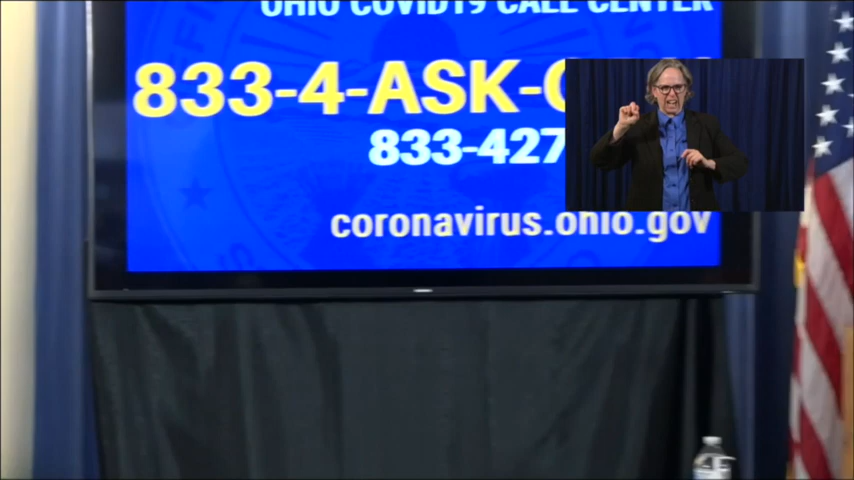 OHIO COVID19 CALL CENTER
833-4-ASK-
833-427
coronavirus.ohio.gov